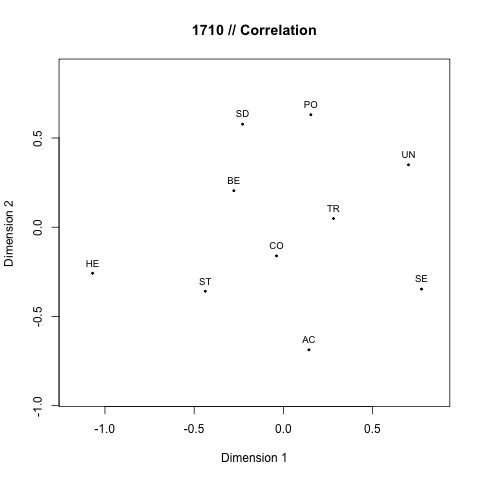 1710 // Correlation
PO
SD
UN
BE
TR
CO
HE
ST
SE
AC
0.5
0.0
-0.5
-1.0
Dimension 2
-1.0
-0.5
0.0
0.5
Dimension 1